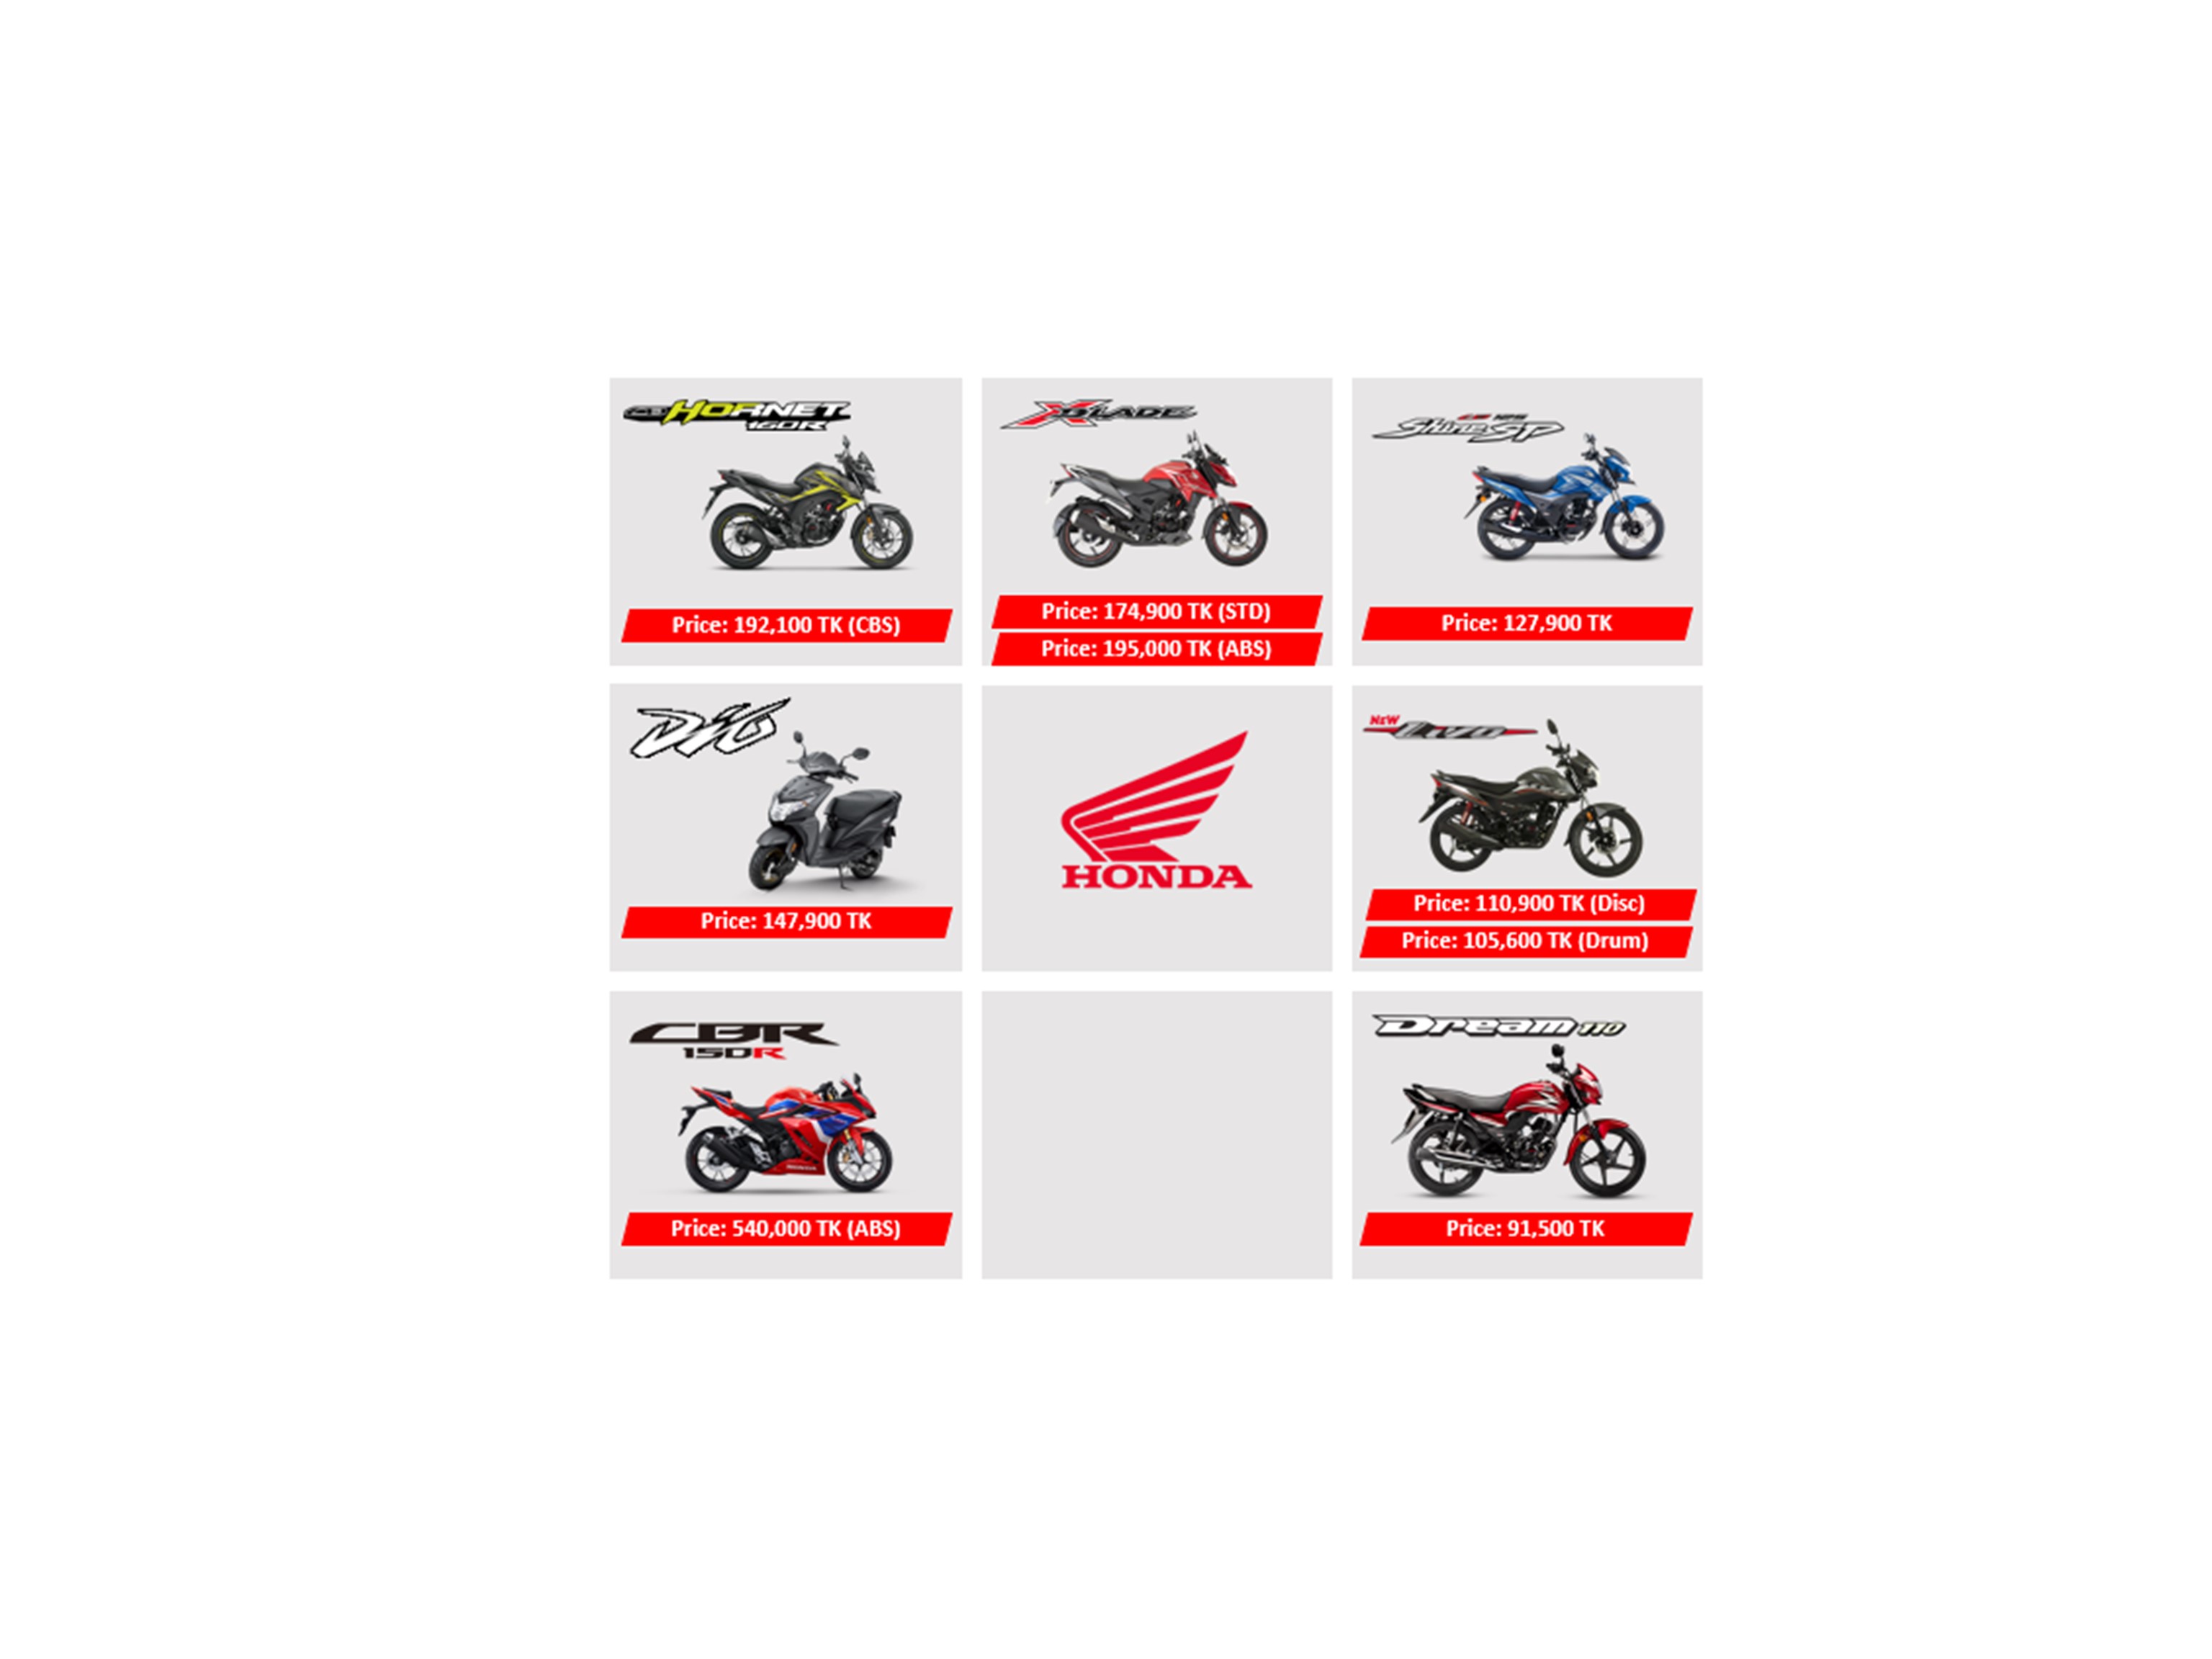 CB HORNET
160R
X BLADE
CB 125
Shine SP
Price: 192,100 TK (CBS)
Price: 174,900 TK (STD)
Price: 195,000 TK (ABS)
Price: 127,900 TK
DIO
NEW Livo
HONDA
Price: 147,900 TK
Price: 110,900 TK (Disc)
Price: 105,600 TK (Drum)
CBR
150R
Dream 110
HONDA
Price: 540,000 TK (ABS)
Price: 91,500 TK